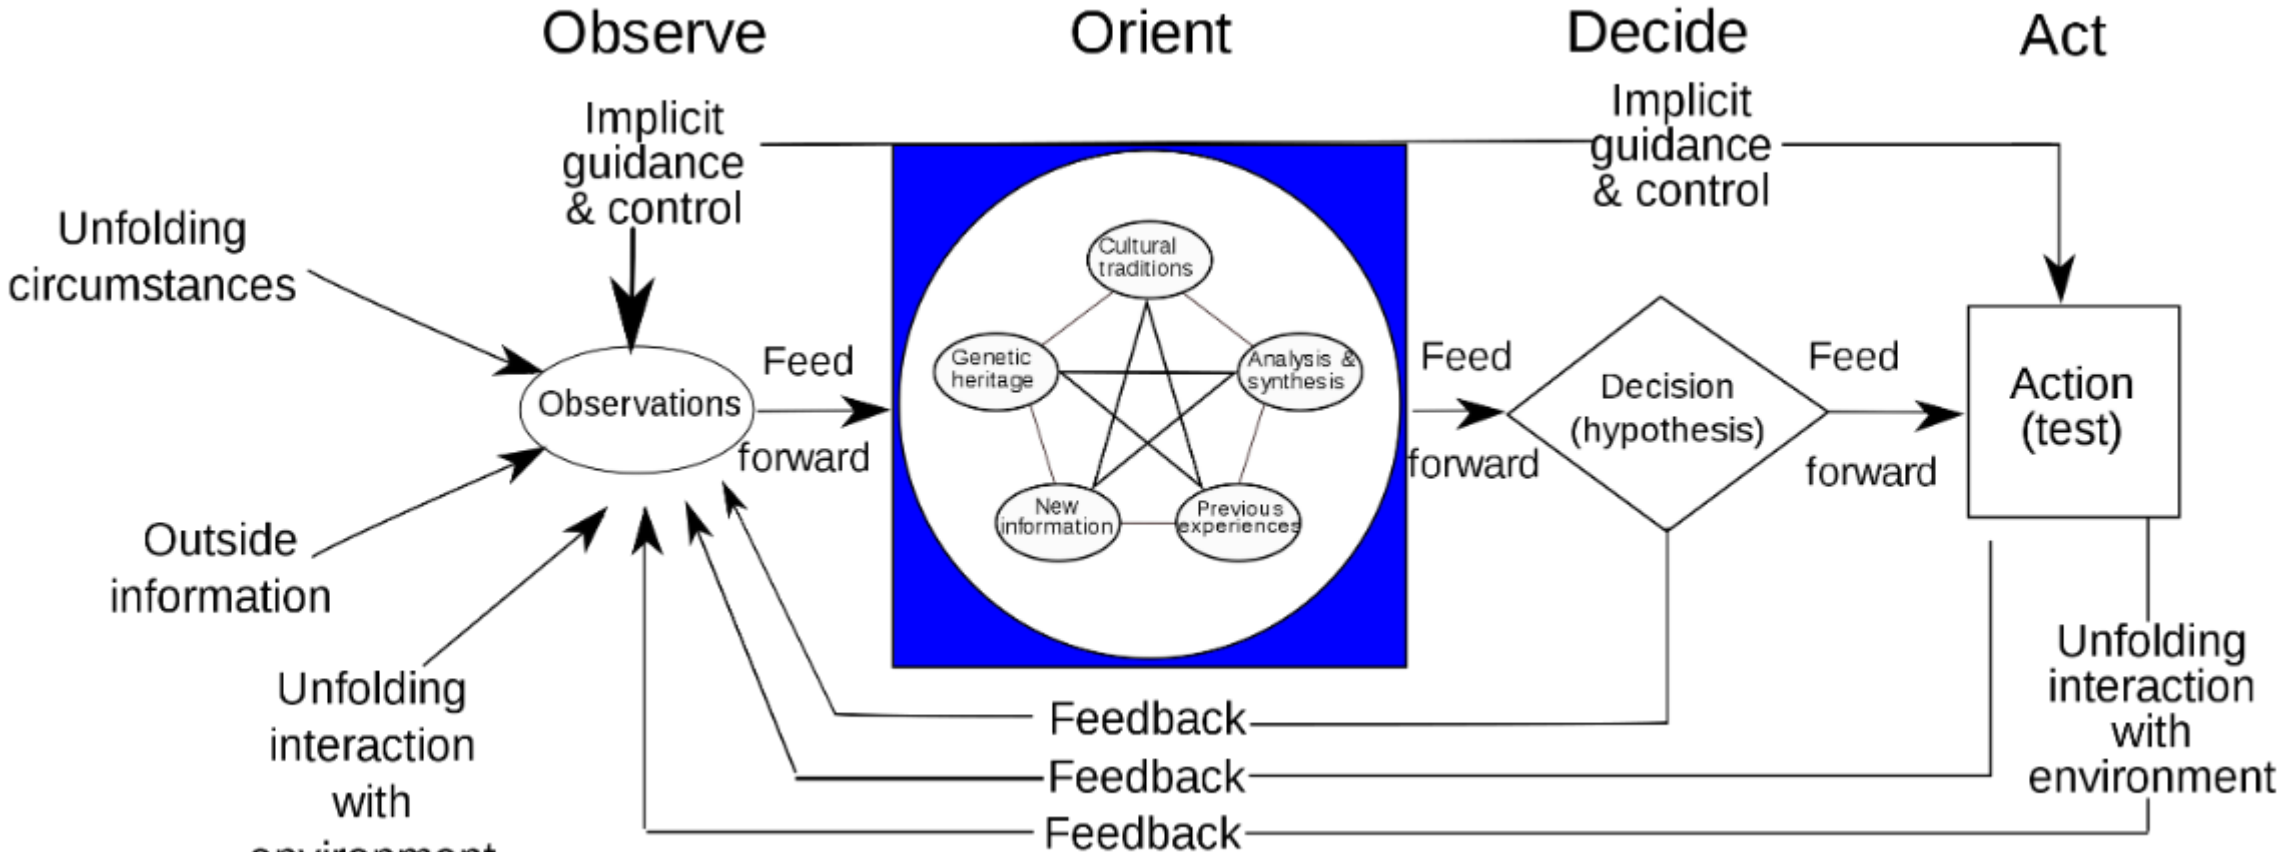 Observe
Orient
Decide
Act
Implicit
guidance
& control
Implicit
guidance
& control
Unfolding
circumstances
Cultural
traditions
Genetic
heritage
Analysis &
synthesis
New
information
Previous
experiences
Observations
Feed
forward
Feed
forward
Decision
(hypothesis)
Feed
forward
Action
(test)
Outside
information
Unfolding
interaction
with
environment
Unfolding
interaction
with
environment
Feedback
Feedback
Feedback